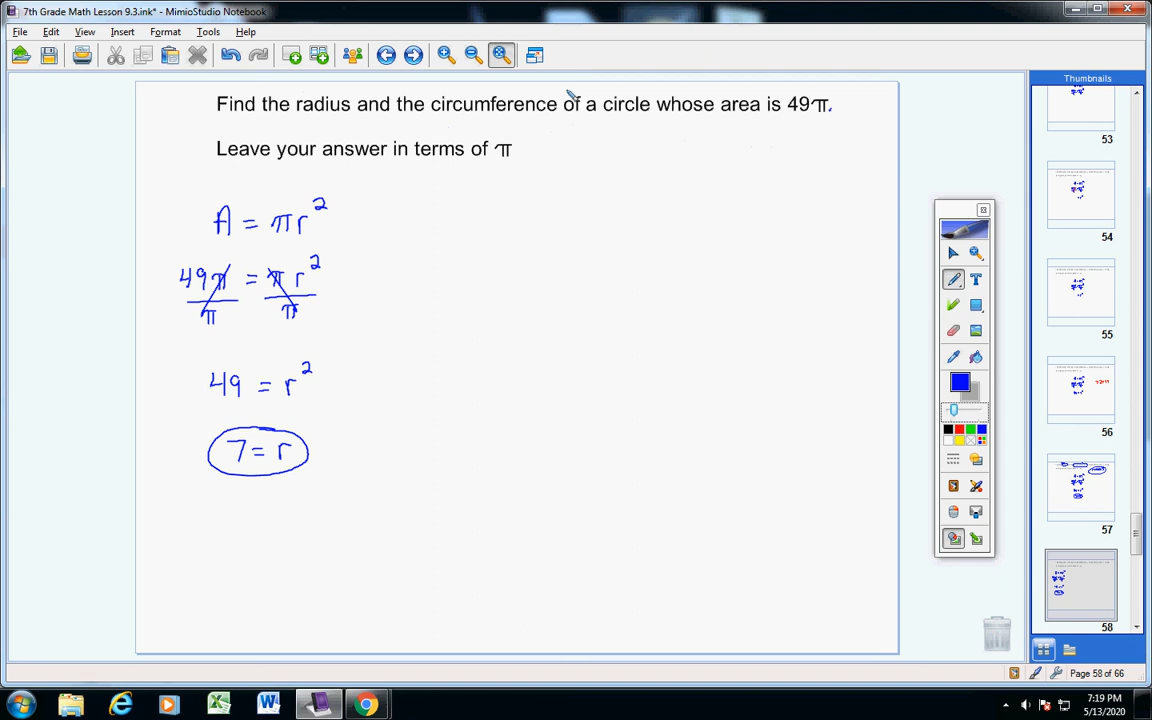 7th Grade Math Lesson 9.3.ink* - MimioStudio Notebook
File Edit View Insert Format Tools Help
Thumbnails
Find the radius and the circumference of a circle whose area is 49π.
Leave your answer in terms of π
A = πr²
49π = πr²
π π
49 = r²
7 = r
53
54
55
56
57
58
Page 58 of 66
7:19 PM
5/13/2020